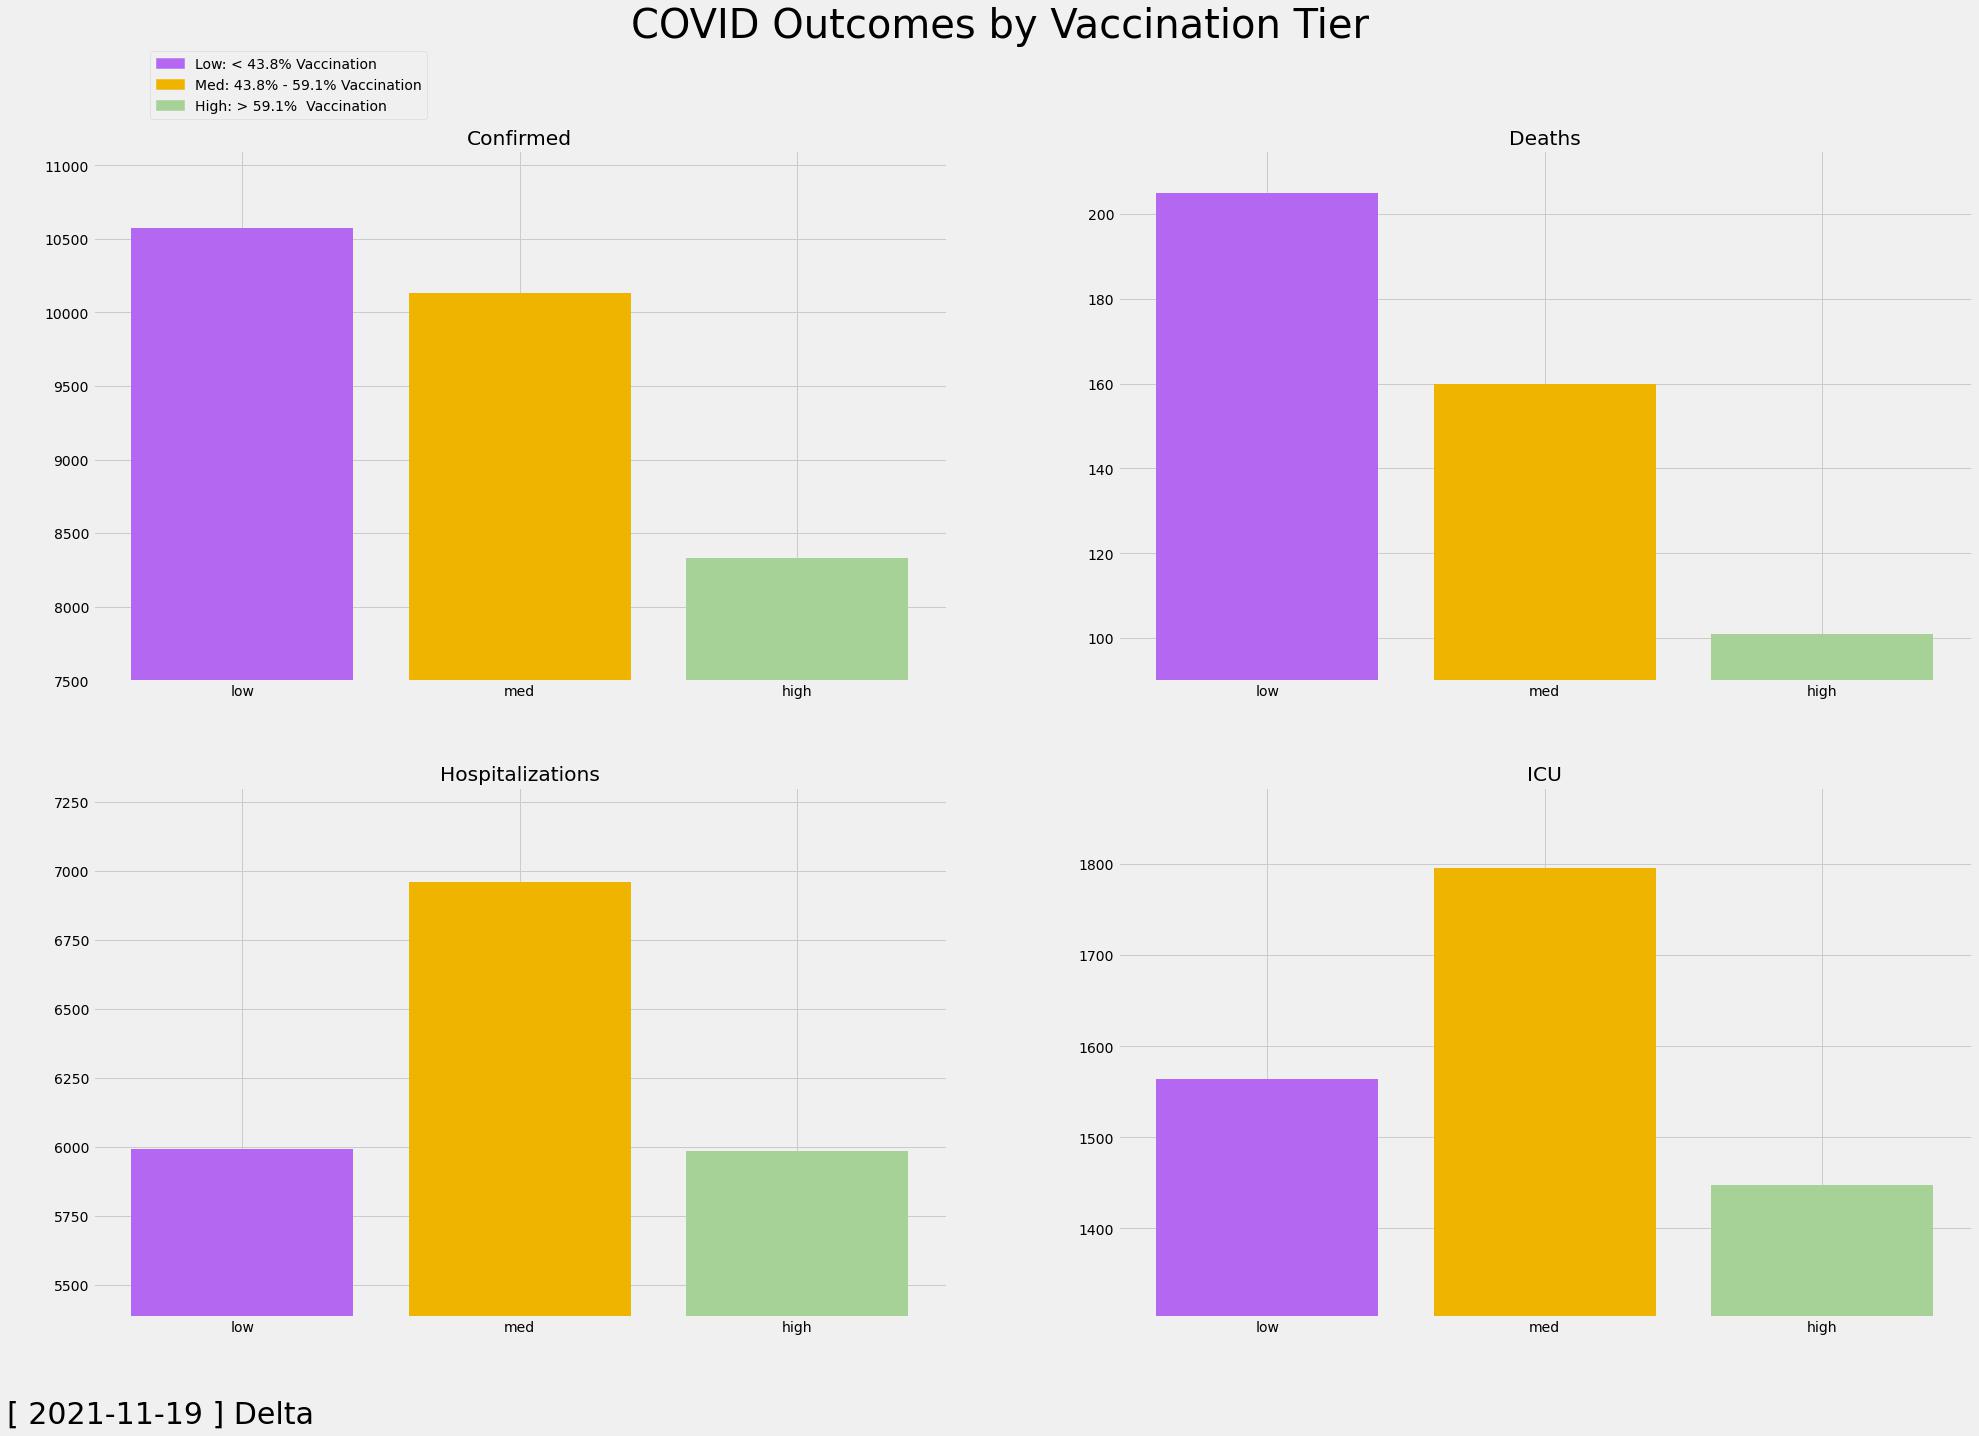 COVID Outcomes by Vaccination Tier
Low: < 43.8% Vaccination
Med: 43.8% - 59.1% Vaccination
High: > 59.1%  Vaccination
Confirmed
11000
10500
10000
9500
9000
8500
8000
7500
low med high
Deaths
200
180
160
140
120
100
low med high
Hospitalizations
7250
7000
6750
6500
6250
6000
5750
5500
low med high
ICU
1800
1700
1600
1500
1400
low med high
[ 2021-11-19 ] Delta